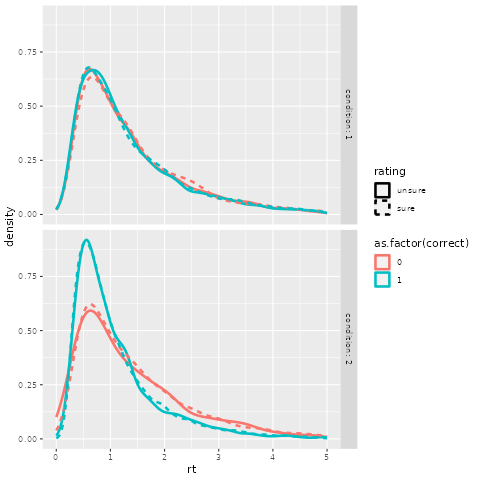 density
0.75
0.50
0.25
0.00
condition: 1
0.75
0.50
0.25
0.00
condition: 2
0
1
2
3
4
5
rt
rating
unsure
sure
as.factor(correct)
0
1